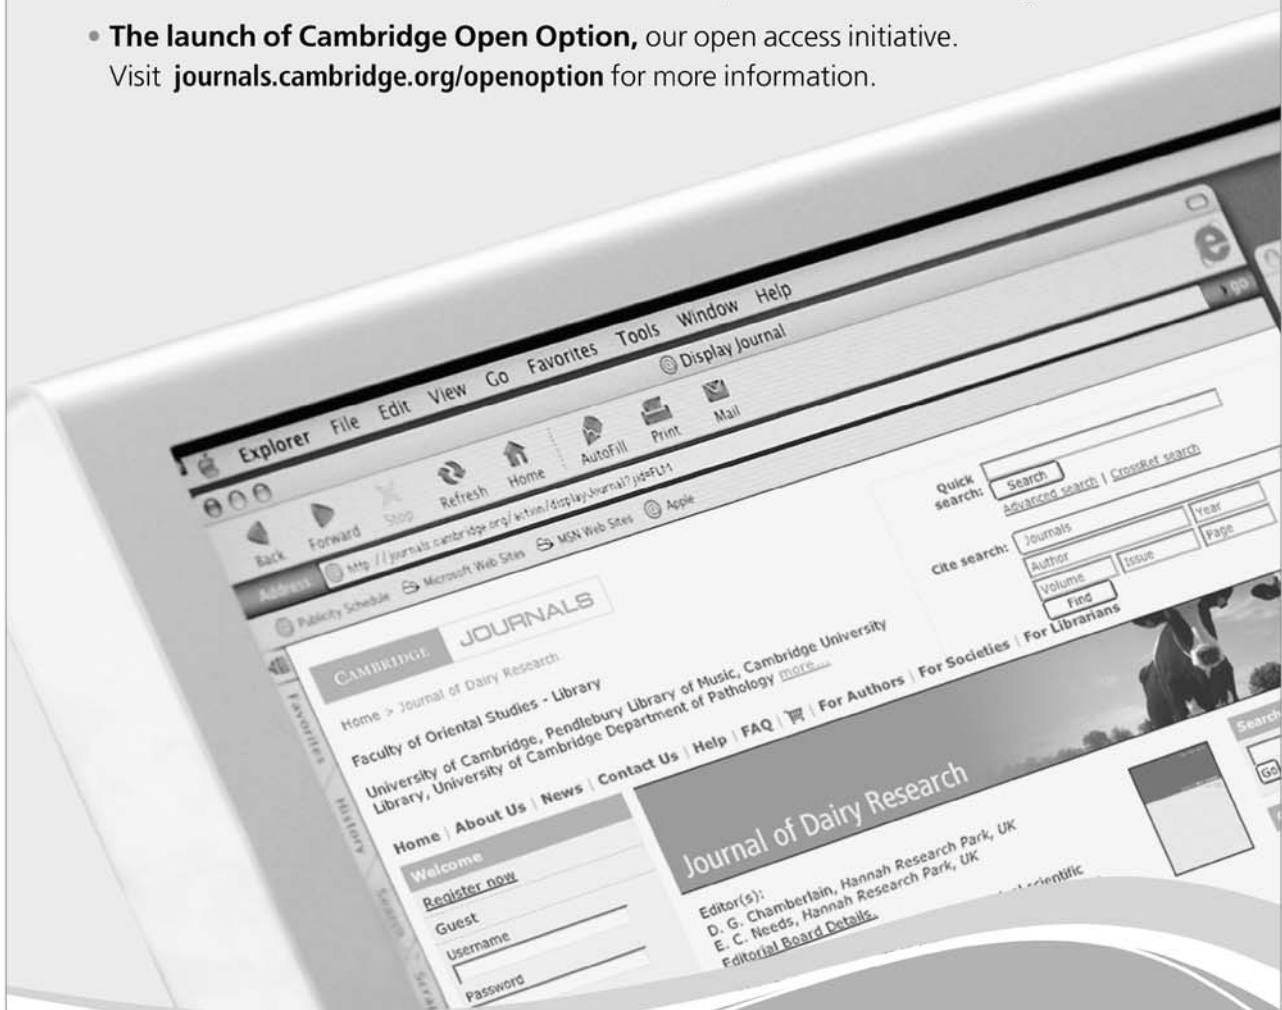 • The launch of Cambridge Open Option, our open access initiative.
Visit journals.cambridge.org/openoption for more information.
Explorer File Edit View Go Favorites Tools Window Help
Display Journal
Back Forward Stop Refresh Home AutoFill Print Mail
Address http://journals.cambridge.org/action/displayJournal?jid=FLM
go
Publicity Schedule Microsoft Web Sites MSN Web Sites Apple
Favorites
History
Search
Scrap
CAMBRIDGE JOURNALS
Quick search:
Search
Advanced search | CrossRef search
Cite search:
Journals Year
Author
Volume Issue Page
Find
Home > Journal of Dairy Research
Faculty of Oriental Studies - Library
University of Cambridge, Pendlebury Library of Music, Cambridge University
Library, University of Cambridge Department of Pathology more....
Home | About Us | News | Contact Us | Help | FAQ | | For Authors | For Societies | For Librarians
Welcome
Register now
Guest
Username
Password
Journal of Dairy Research
Editor(s):
D. G. Chamberlain, Hannah Research Park, UK
E. C. Needs, Hannah Research Park, UK
Editorial Board Details.
scientific
Search
Go